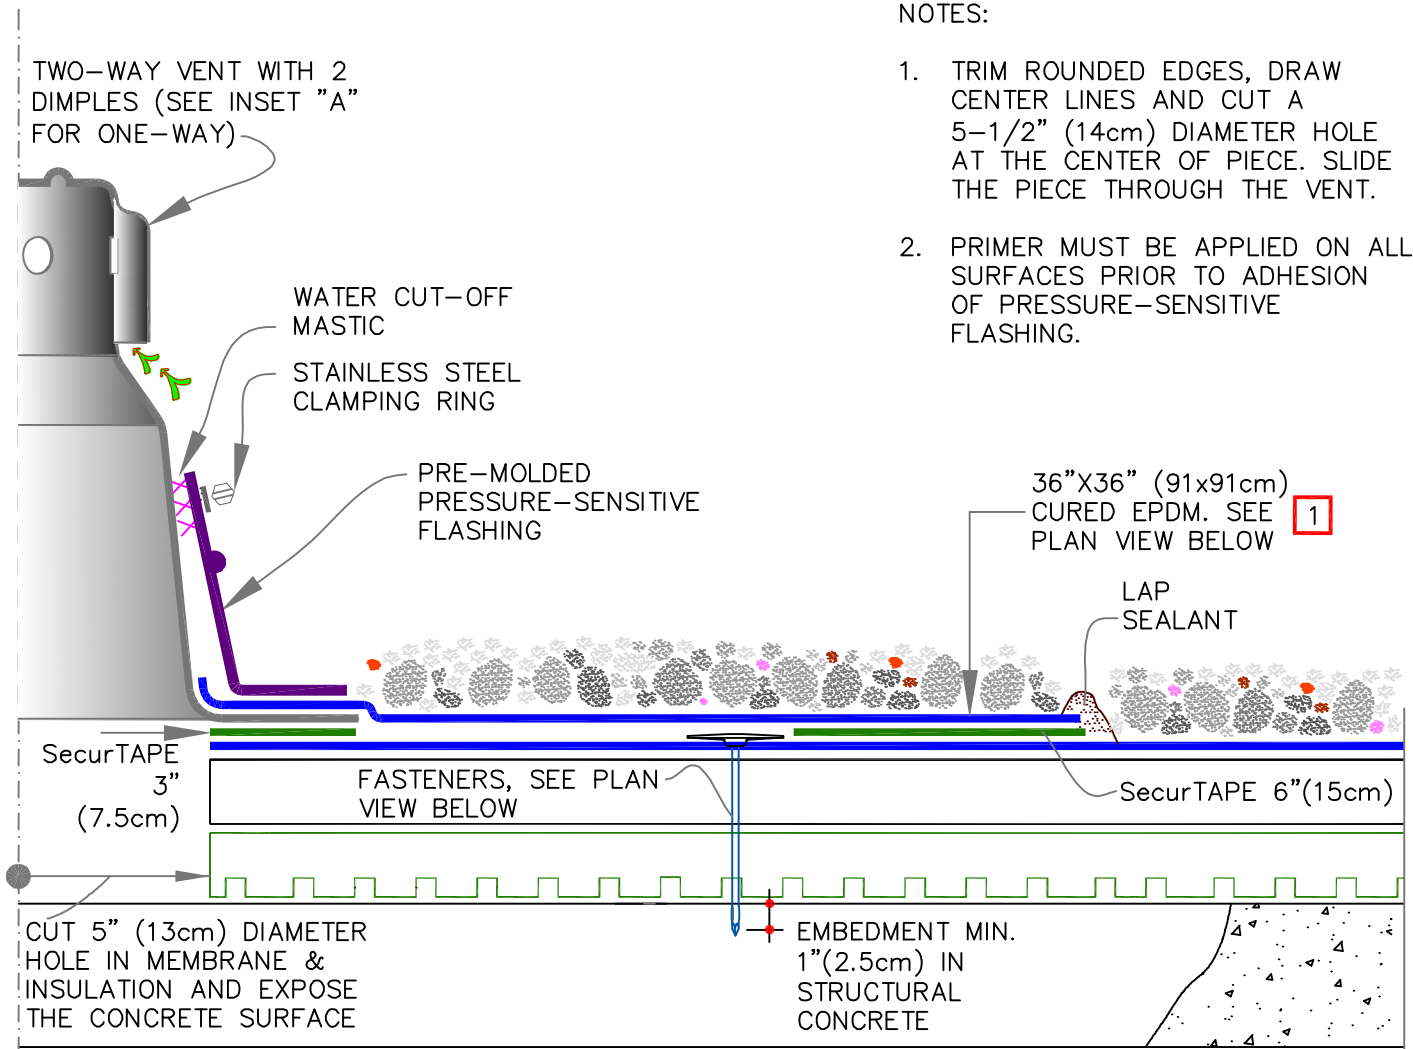 NOTES:
1. TRIM ROUNDED EDGES, DRAW
CENTER LINES AND CUT A
5-1/2" (14cm) DIAMETER HOLE
AT THE CENTER OF PIECE. SLIDE
THE PIECE THROUGH THE VENT.
2. PRIMER MUST BE APPLIED ON ALL
SURFACES PRIOR TO ADHESION
OF PRESSURE-SENSITIVE
FLASHING.
TWO-WAY VENT WITH 2
DIMPLES (SEE INSET "A"
FOR ONE-WAY)
WATER CUT-OFF
MASTIC
STAINLESS STEEL
CLAMPING RING
PRE-MOLDED
PRESSURE-SENSITIVE
FLASHING
36"X36" (91x91cm)
CURED EPDM. SEE
PLAN VIEW BELOW
1
LAP
SEALANT
SecurTAPE
3"
(7.5cm)
FASTENERS, SEE PLAN
VIEW BELOW
SecurTAPE 6"(15cm)
CUT 5" (13cm) DIAMETER
HOLE IN MEMBRANE &
INSULATION AND EXPOSE
THE CONCRETE SURFACE
EMBEDMENT MIN.
1"(2.5cm) IN
STRUCTURAL
CONCRETE